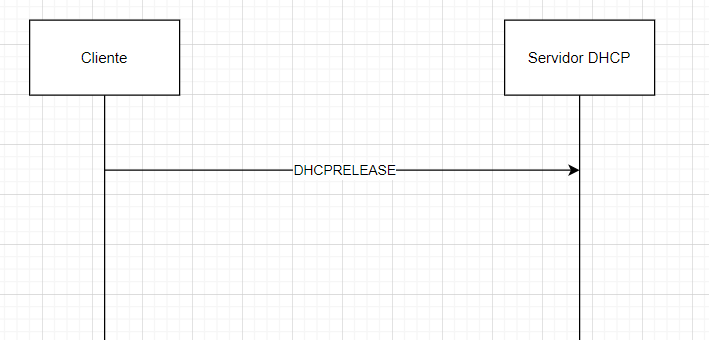 Cliente
Servidor DHCP
DHCPRELEASE